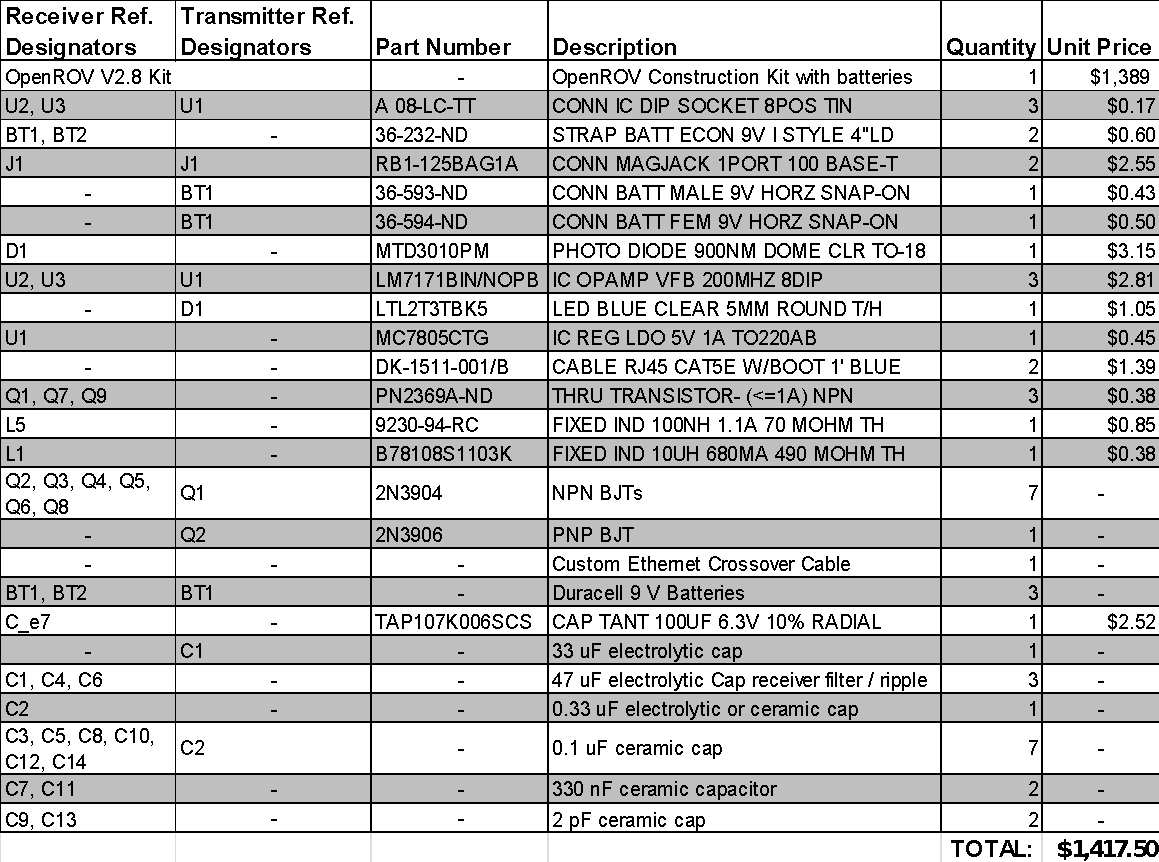 Receiver Ref. Designators Transmitter Ref. Designators Part Number Description Quantity Unit Price
OpenROV V2.8 Kit - OpenROV Construction Kit with batteries 1 $1,389
U2, U3 U1 A 08-LC-TT CONN IC DIP SOCKET 8POS TIN 3 $0.17
BT1, BT2 - 36-232-ND STRAP BATT ECON 9V I STYLE 4"LD 2 $0.60
J1 J1 RB1-125BAG1A CONN MAGJACK 1PORT 100 BASE-T 2 $2.55
- BT1 36-593-ND CONN BATT MALE 9V HORZ SNAP-ON 1 $0.43
- BT1 36-594-ND CONN BATT FEM 9V HORZ SNAP-ON 1 $0.50
D1 - MTD3010PM PHOTO DIODE 900NM DOME CLR TO-18 1 $3.15
U2, U3 U1 LM7171BIN/NOPB IC OPAMP VFB 200MHZ 8DIP 3 $2.81
- D1 LTL2T3TBK5 LED BLUE CLEAR 5MM ROUND T/H 1 $1.05
U1 - MC7805CTG IC REG LDO 5V 1A TO220AB 1 $0.45
- - DK-1511-001/B CABLE RJ45 CAT5E W/BOOT 1' BLUE 2 $1.39
Q1, Q7, Q9 - PN2369A-ND THRU TRANSISTOR- (<=1A) NPN 3 $0.38
L5 - 9230-94-RC FIXED IND 100NH 1.1A 70 MOHM TH 1 $0.85
L1 - B78108S1103K FIXED IND 10UH 680MA 490 MOHM TH 1 $0.38
Q2, Q3, Q4, Q5, Q6, Q8 Q1 2N3904 NPN BJTs 7 -
- Q2 2N3906 PNP BJT 1 -
- - - Custom Ethernet Crossover Cable 1 -
BT1, BT2 BT1 - Duracell 9 V Batteries 3 -
C_e7 - TAP107K006SCS CAP TANT 100UF 6.3V 10% RADIAL 1 $2.52
- C1 - 33 uF electrolytic cap 1 -
C1, C4, C6 - - 47 uF electrolytic Cap receiver filter / ripple 3 -
C2 - - 0.33 uF electrolytic or ceramic cap 1 -
C3, C5, C8, C10, C12, C14 C2 - 0.1 uF ceramic cap 7 -
C7, C11 - - 330 nF ceramic capacitor 2 -
C9, C13 - - 2 pF ceramic cap 2 -
TOTAL: $1,417.50